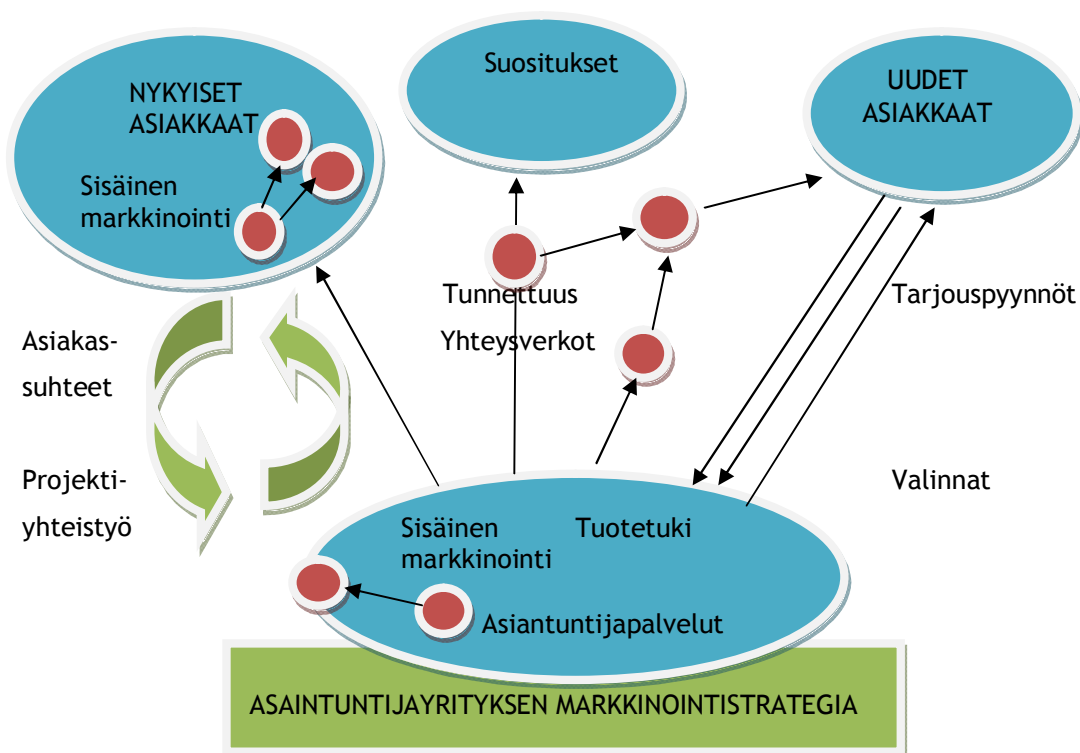 Suositukset
NYKYISET
ASIAKKAAT
UUDET
ASIAKKAAT
Sisäinen
markkinointi
Tunnettuus
Yhteysverkot
Tarjouspyynnöt
Asiakas-
suhteet
Projekti-
yhteistyö
Valinnat
Sisäinen
markkinointi
Tuotetuki
Asiantuntijapalvelut
ASAINTUNTIJAYRITYKSEN MARKKINOINTISTRATEGIA